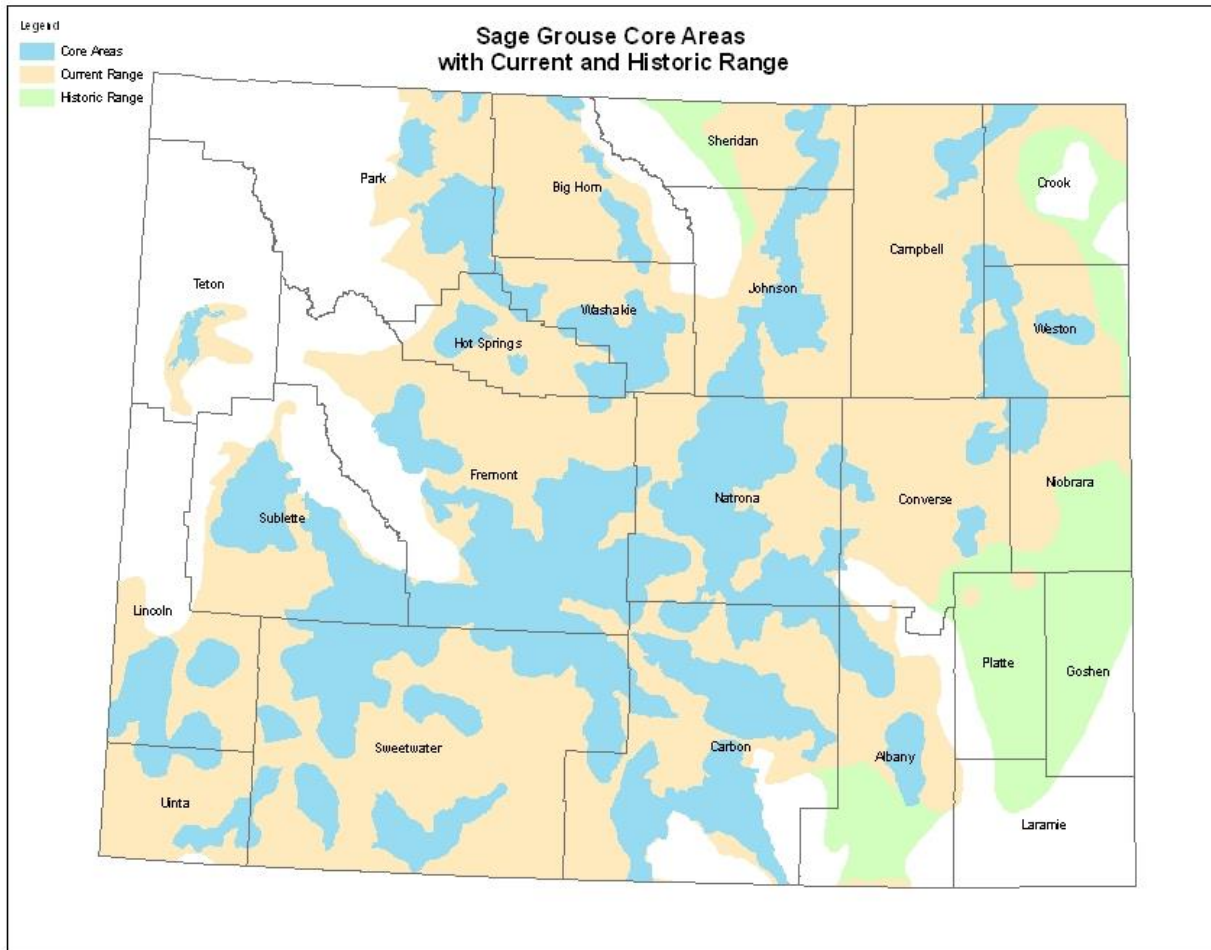 Legend
Core Areas
Current Range
Historic Range
Sage Grouse Core Areas
with Current and Historic Range
Sheridan
Park
Big Horn
Crook
Campbell
Teton
Johnson
Washakie
Weston
Hot Springs
Fremont
Natrona
Converse
Niobrara
Sublette
Lincoln
Platte
Goshen
Sweetwater
Carbon
Albany
Uinta
Laramie